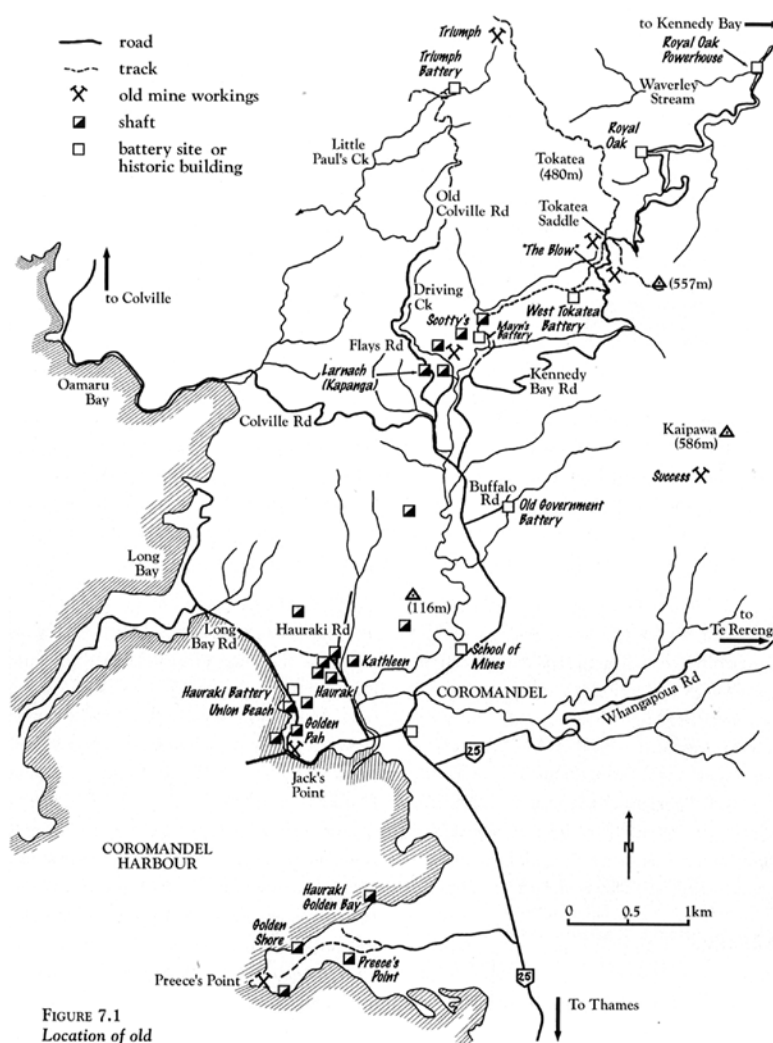 road
track
old mine workings
shaft
battery site or
historic building
Triumph
Triumph
Battery
to Kennedy Bay
Royal Oak
Powerhouse
Waverley
Stream
Little
Paul's Ck
Royal
Oak
Tokatea
(480m)
Old
Colville Rd
Tokatea
Saddle
"The Blow"
to Colville
(557m)
Driving
Ck
Scotty's
Mayn's
Battery
West Tokatea
Battery
Flays Rd
Larnach
(Kapanga)
Oamaru
Bay
Kennedy
Bay Rd
Colville Rd
Kaipawa
(586m)
Success
Buffalo
Rd
Old Government
Battery
Long
Bay
(116m)
to
Te Rerenga
Long
Bay Rd
Hauraki Rd
Kathleen
School of
Mines
Hauraki Battery
Union Beach
Hauraki
COROMANDEL
Whangapoua Rd
Golden
Pah
25
Jack's
Point
COROMANDEL
HARBOUR
N
Hauraki
Golden Bay
0 0.5 1km
Golden
Shore
Preece's
Point
Preece's Point
25
To Thames
FIGURE 7.1
Location of old